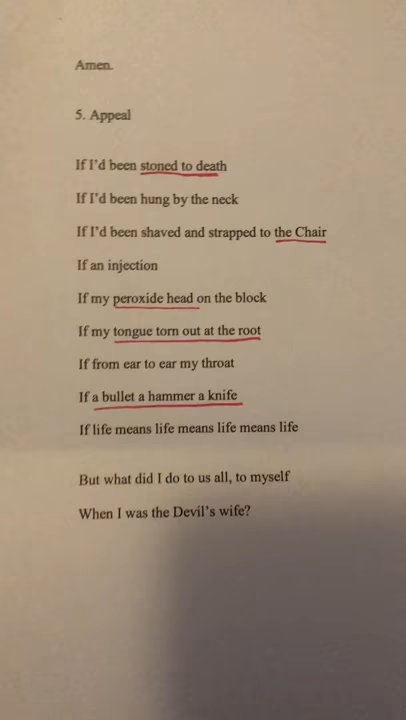 Amen.
5. Appeal
If I'd been stoned to death
If I'd been hung by the neck
If I'd been shaved and strapped to the Chair
If an injection
If my peroxide head on the block
If my tongue torn out at the root
If from ear to ear my throat
If a bullet a hammer a knife
If life means life means life means life
But what did I do to us all, to myself
When I was the Devil's wife?